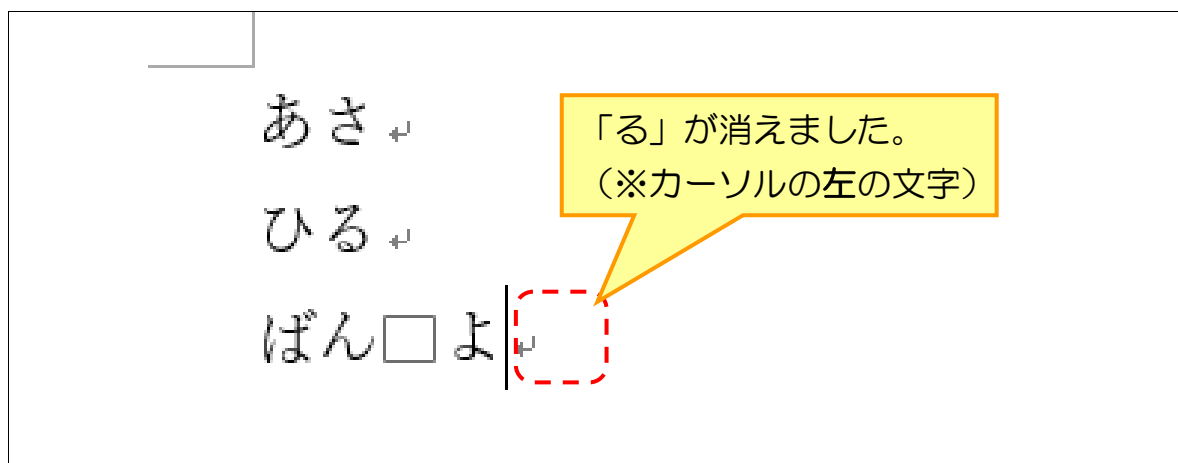 あさ↵
ひる↵
ばん□よ↵
「る」が消えました。
（※カーソルの左の文字）